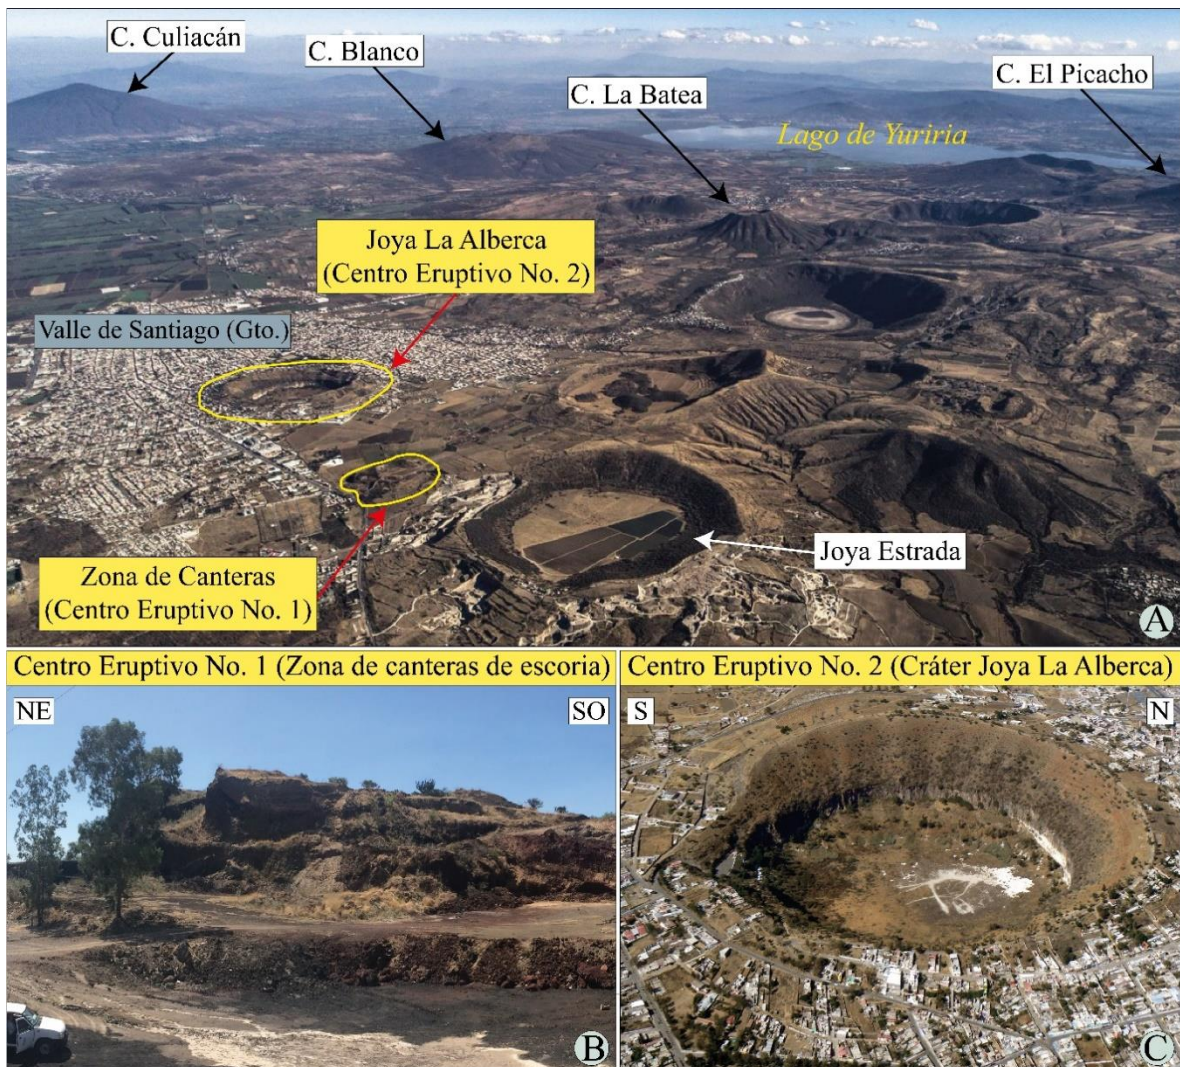 C. Culiacán
C. Blanco
C. La Batea
C. El Picacho
Lago de Yuriria
Joya La Alberca
(Centro Eruptivo No. 2)
Valle de Santiago (Gto.)
Zona de Canteras
(Centro Eruptivo No. 1)
Joya Estrada
A
Centro Eruptivo No. 1 (Zona de canteras de escoria)
NE
SO
B
Centro Eruptivo No. 2 (Cráter Joya La Alberca)
S
N
C